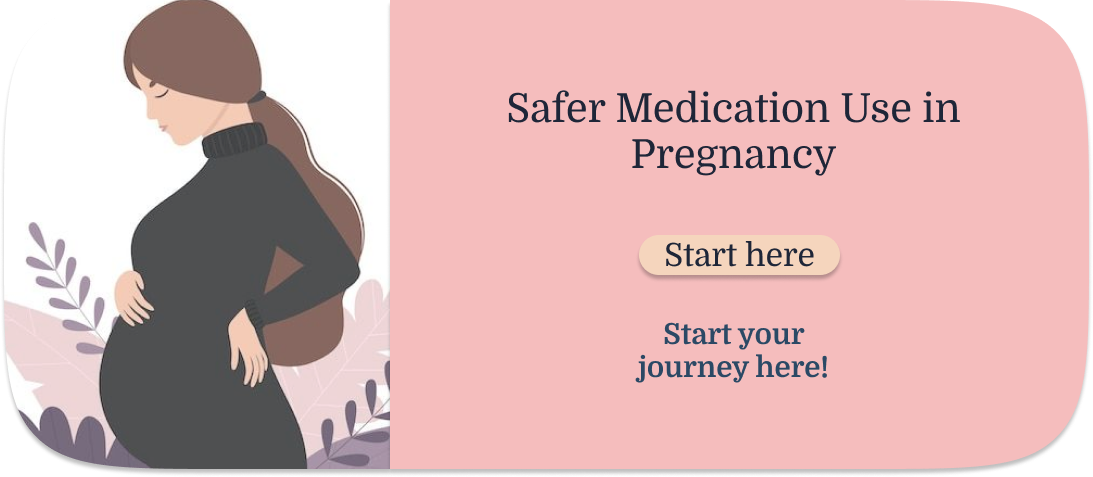 Safer Medication Use in
Pregnancy
Start here
Start your
journey here!